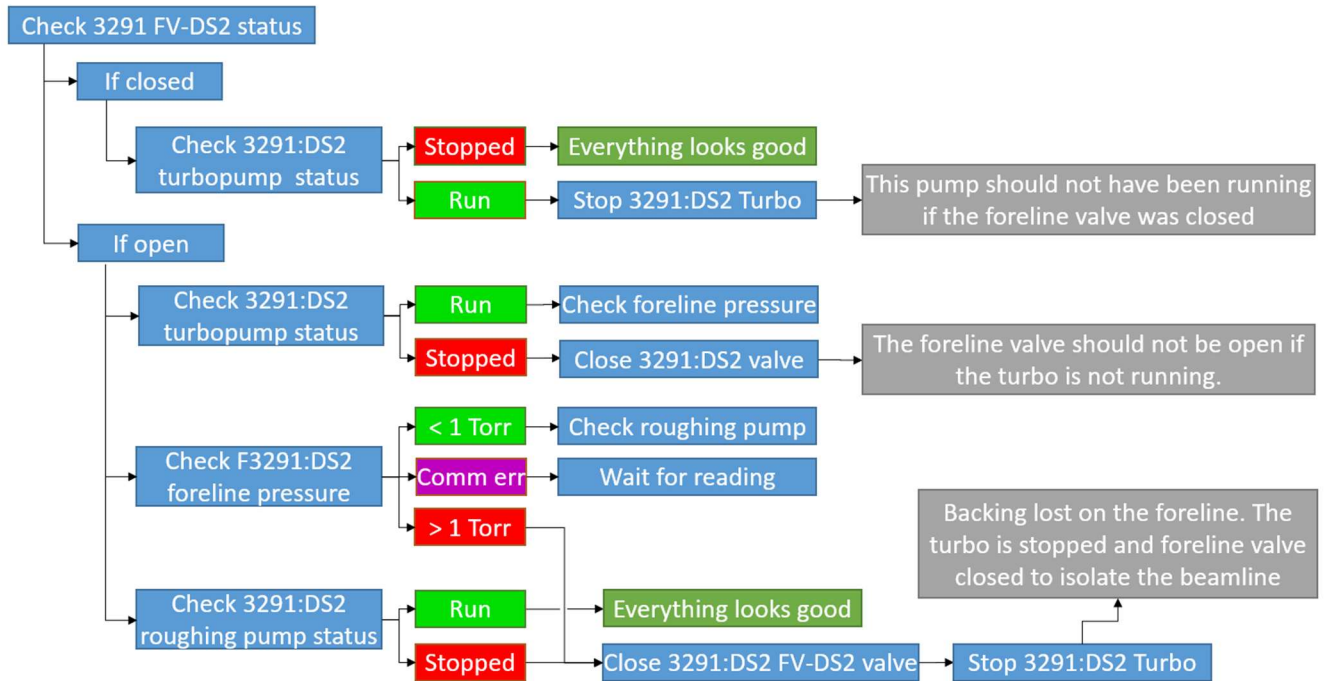 Check 3291 FV-DS2 status
If closed
Check 3291:DS2
turbopump status
Stopped
Everything looks good
Run
Stop 3291:DS2 Turbo
This pump should not have been running
if the foreline valve was closed
If open
Check 3291:DS2
turbopump status
Run
Check foreline pressure
Stopped
Close 3291:DS2 valve
The foreline valve should not be open if
the turbo is not running.
Check F3291:DS2
foreline pressure
< 1 Torr
Check roughing pump
Comm err
Wait for reading
> 1 Torr
Backing lost on the foreline. The
turbo is stopped and foreline valve
closed to isolate the beamline
Check 3291:DS2
roughing pump status
Run
Everything looks good
Stopped
Close 3291:DS2 FV-DS2 valve
Stop 3291:DS2 Turbo